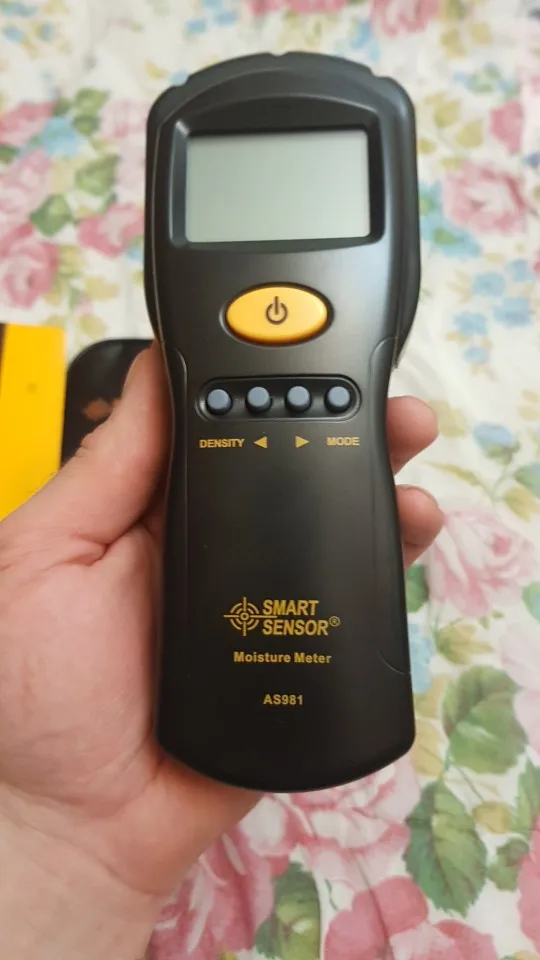 DENSITY MODE
SMART
SENSOR®
Moisture Meter
AS981